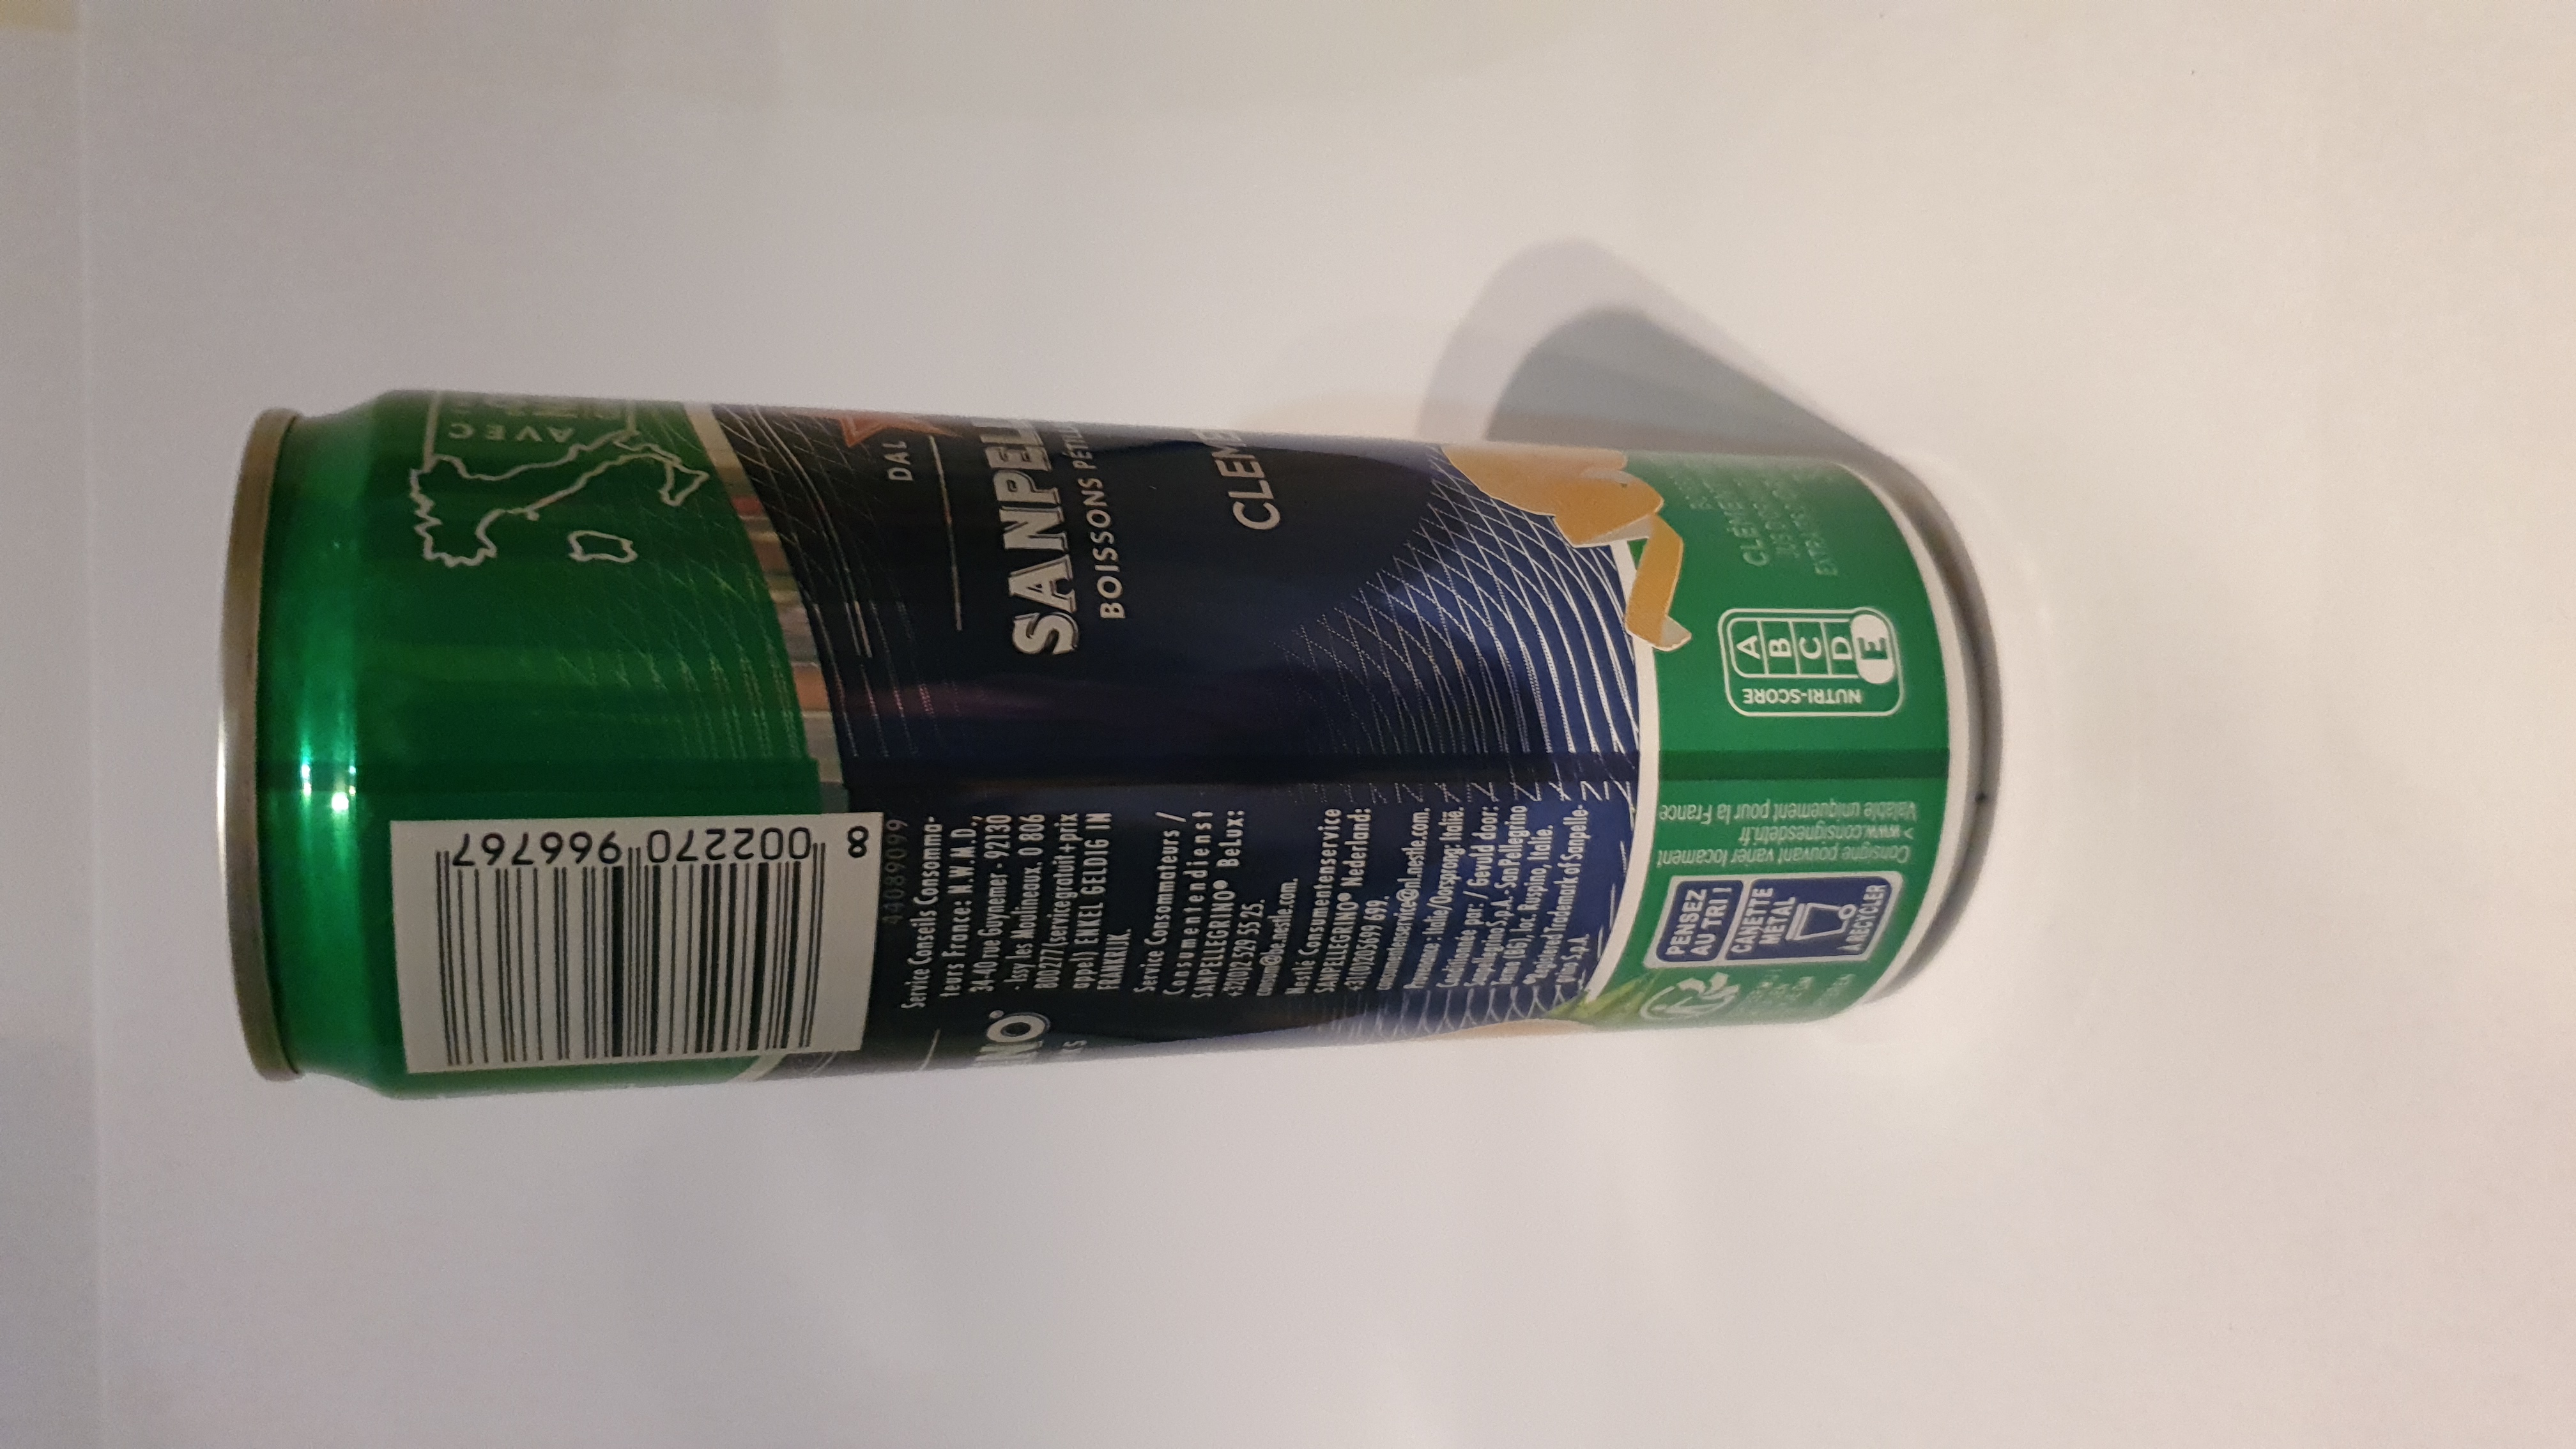 8 002270 966767
44089099
Service Conseils Consomma-
teurs France: N.W.M.D.,
34-40 rue Guynemer - 92130
- Issy les Moulineaux. 0 806
800277 (service gratuit + prix
appel) ENKEL GELDIG IN
FRANKRIJK.
Service Consommateurs /
Consumentendienst
SANPELLEGRINO® BeLux:
+32(0)2 529 55 25.
consum@be.nestle.com.
Nestlé Consumentenservice
SANPELLEGRINO® Nederland:
+31(0)205699 699.
consumentenservice@nl.nestle.com.
Provenance : Italie/Oorsprong: Italië.
Conditionnée par: / Gevuld door:
Sanpellegrino S.p.A. - San Pellegrino
Terme (BG), loc. Ruspino, Italie.
®Registered Trademark of Sanpelle-
grino S.p.A.
PENSEZ
AU TRI !
CANETTE
MÉTAL
À RECYCLER
Consigne pouvant varier localement
> www.consignesdetri.fr
Valable uniquement pour la France
NO®
AVEC
DAL
SANPELL
BOISSONS PÉTILL
CLEME
NUTRI-SCORE
A
B
C
D
E
CLÉMENT
EXTRAITS